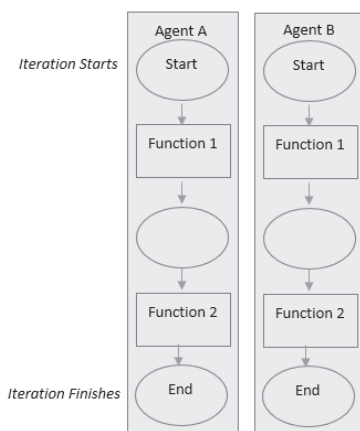 Agent A
Agent B
Iteration Starts
Start
Start
Function 1
Function 1
Function 2
Function 2
Iteration Finishes
End
End